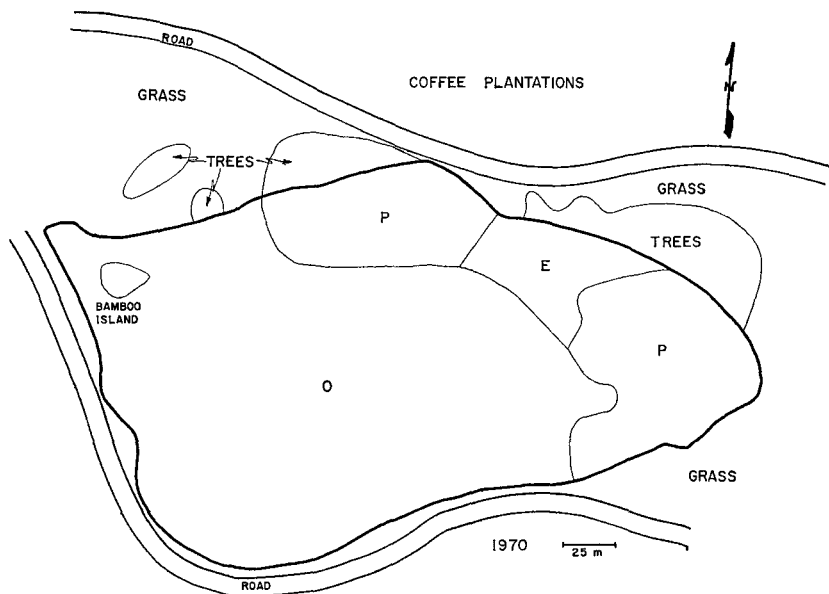 ROAD
COFFEE PLANTATIONS
N
GRASS
TREES
GRASS
P
TREES
E
BAMBOO
ISLAND
P
O
GRASS
1970
25 m
ROAD